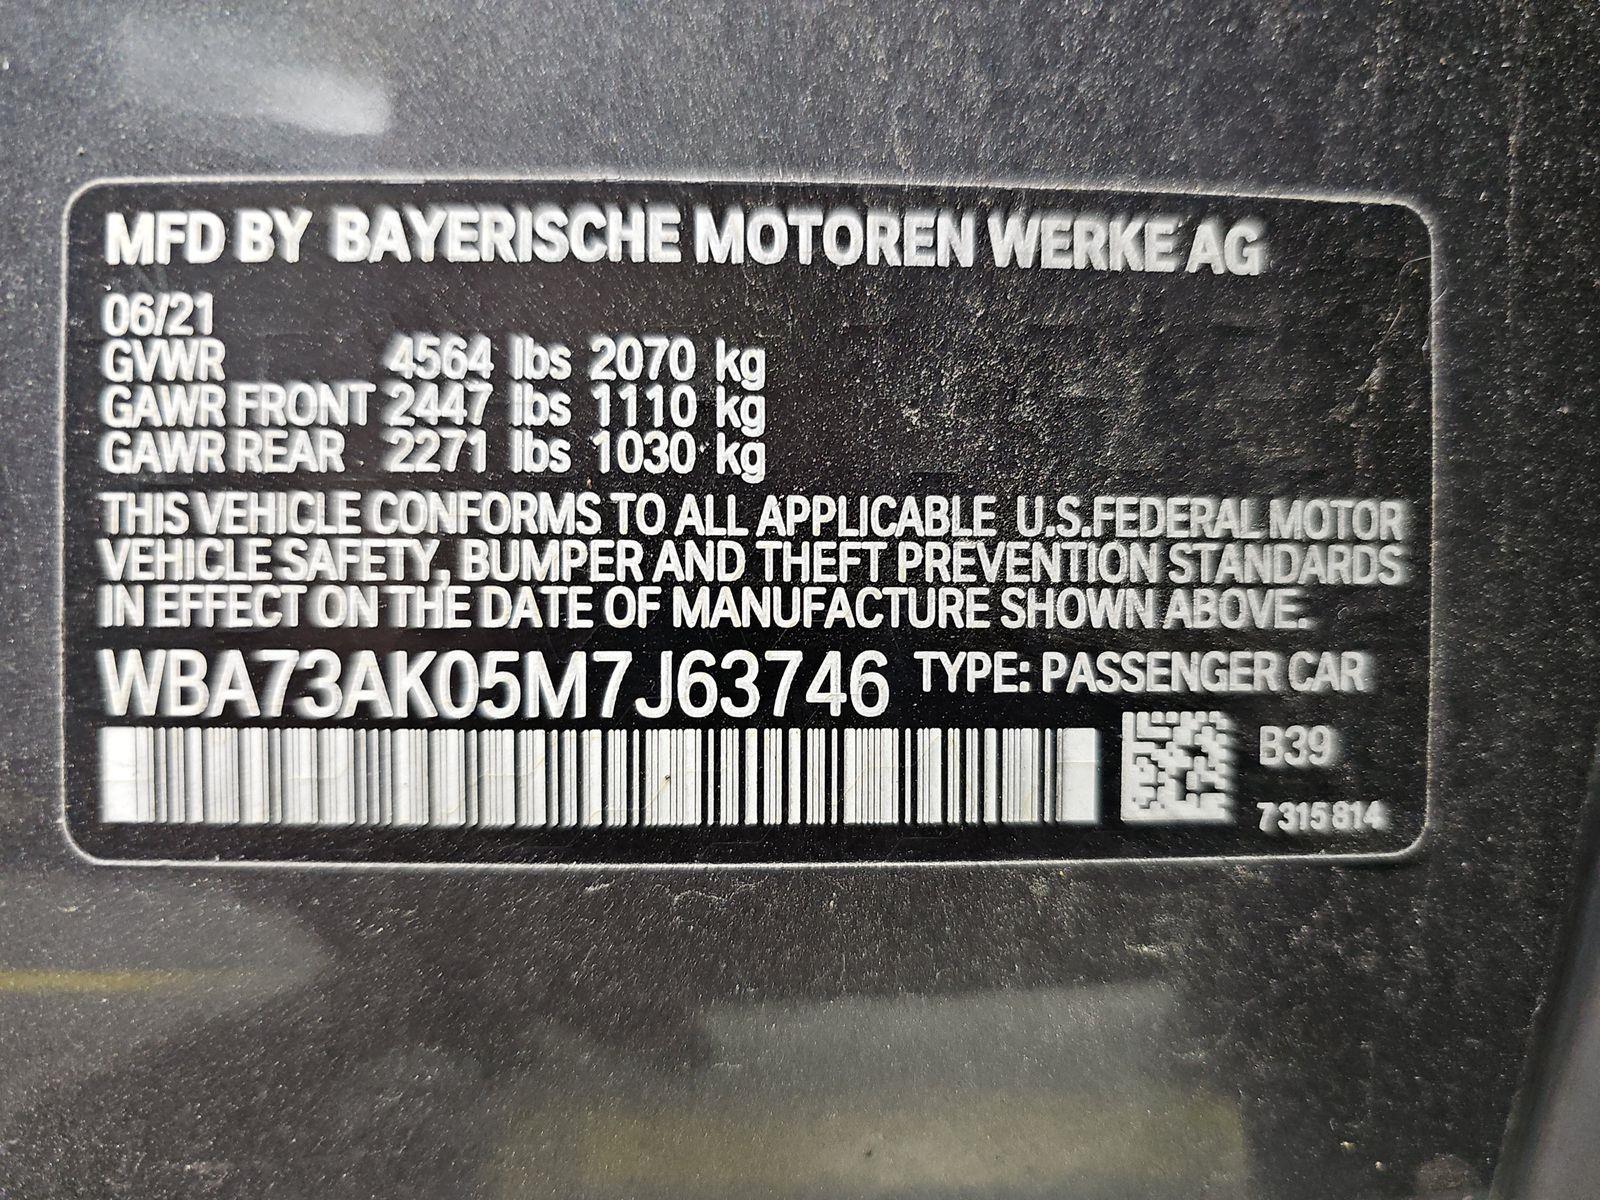 MFD BY BAYERISCHE MOTOREN WERKE AG
06/21
GVWR 4564 lbs 2070 kg
GAWR FRONT 2447 lbs 1110 kg
GAWR REAR 2271 lbs 1030 kg
THIS VEHICLE CONFORMS TO ALL APPLICABLE U.S.FEDERAL MOTOR
VEHICLE SAFETY, BUMPER AND THEFT PREVENTION STANDARDS
IN EFFECT ON THE DATE OF MANUFACTURE SHOWN ABOVE.
WBA73AK05M7J63746 TYPE: PASSENGER CAR
B39
7315814